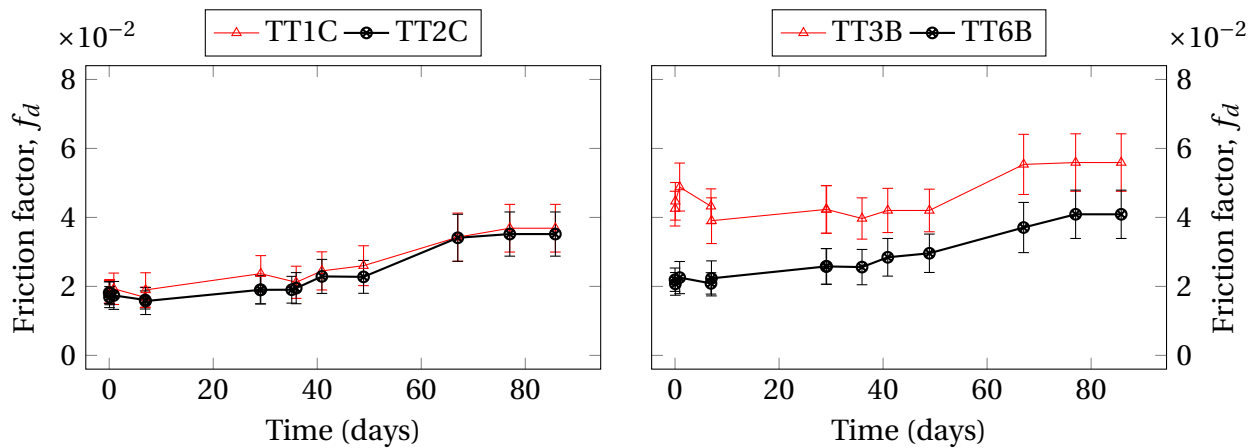 ×10⁻²
TT1C TT2C
8
6
4
2
0
Friction factor, f_d
0 20 40 60 80
Time (days)
TT3B TT6B
×10⁻²
8
6
4
2
0
Friction factor, f_d
0 20 40 60 80
Time (days)